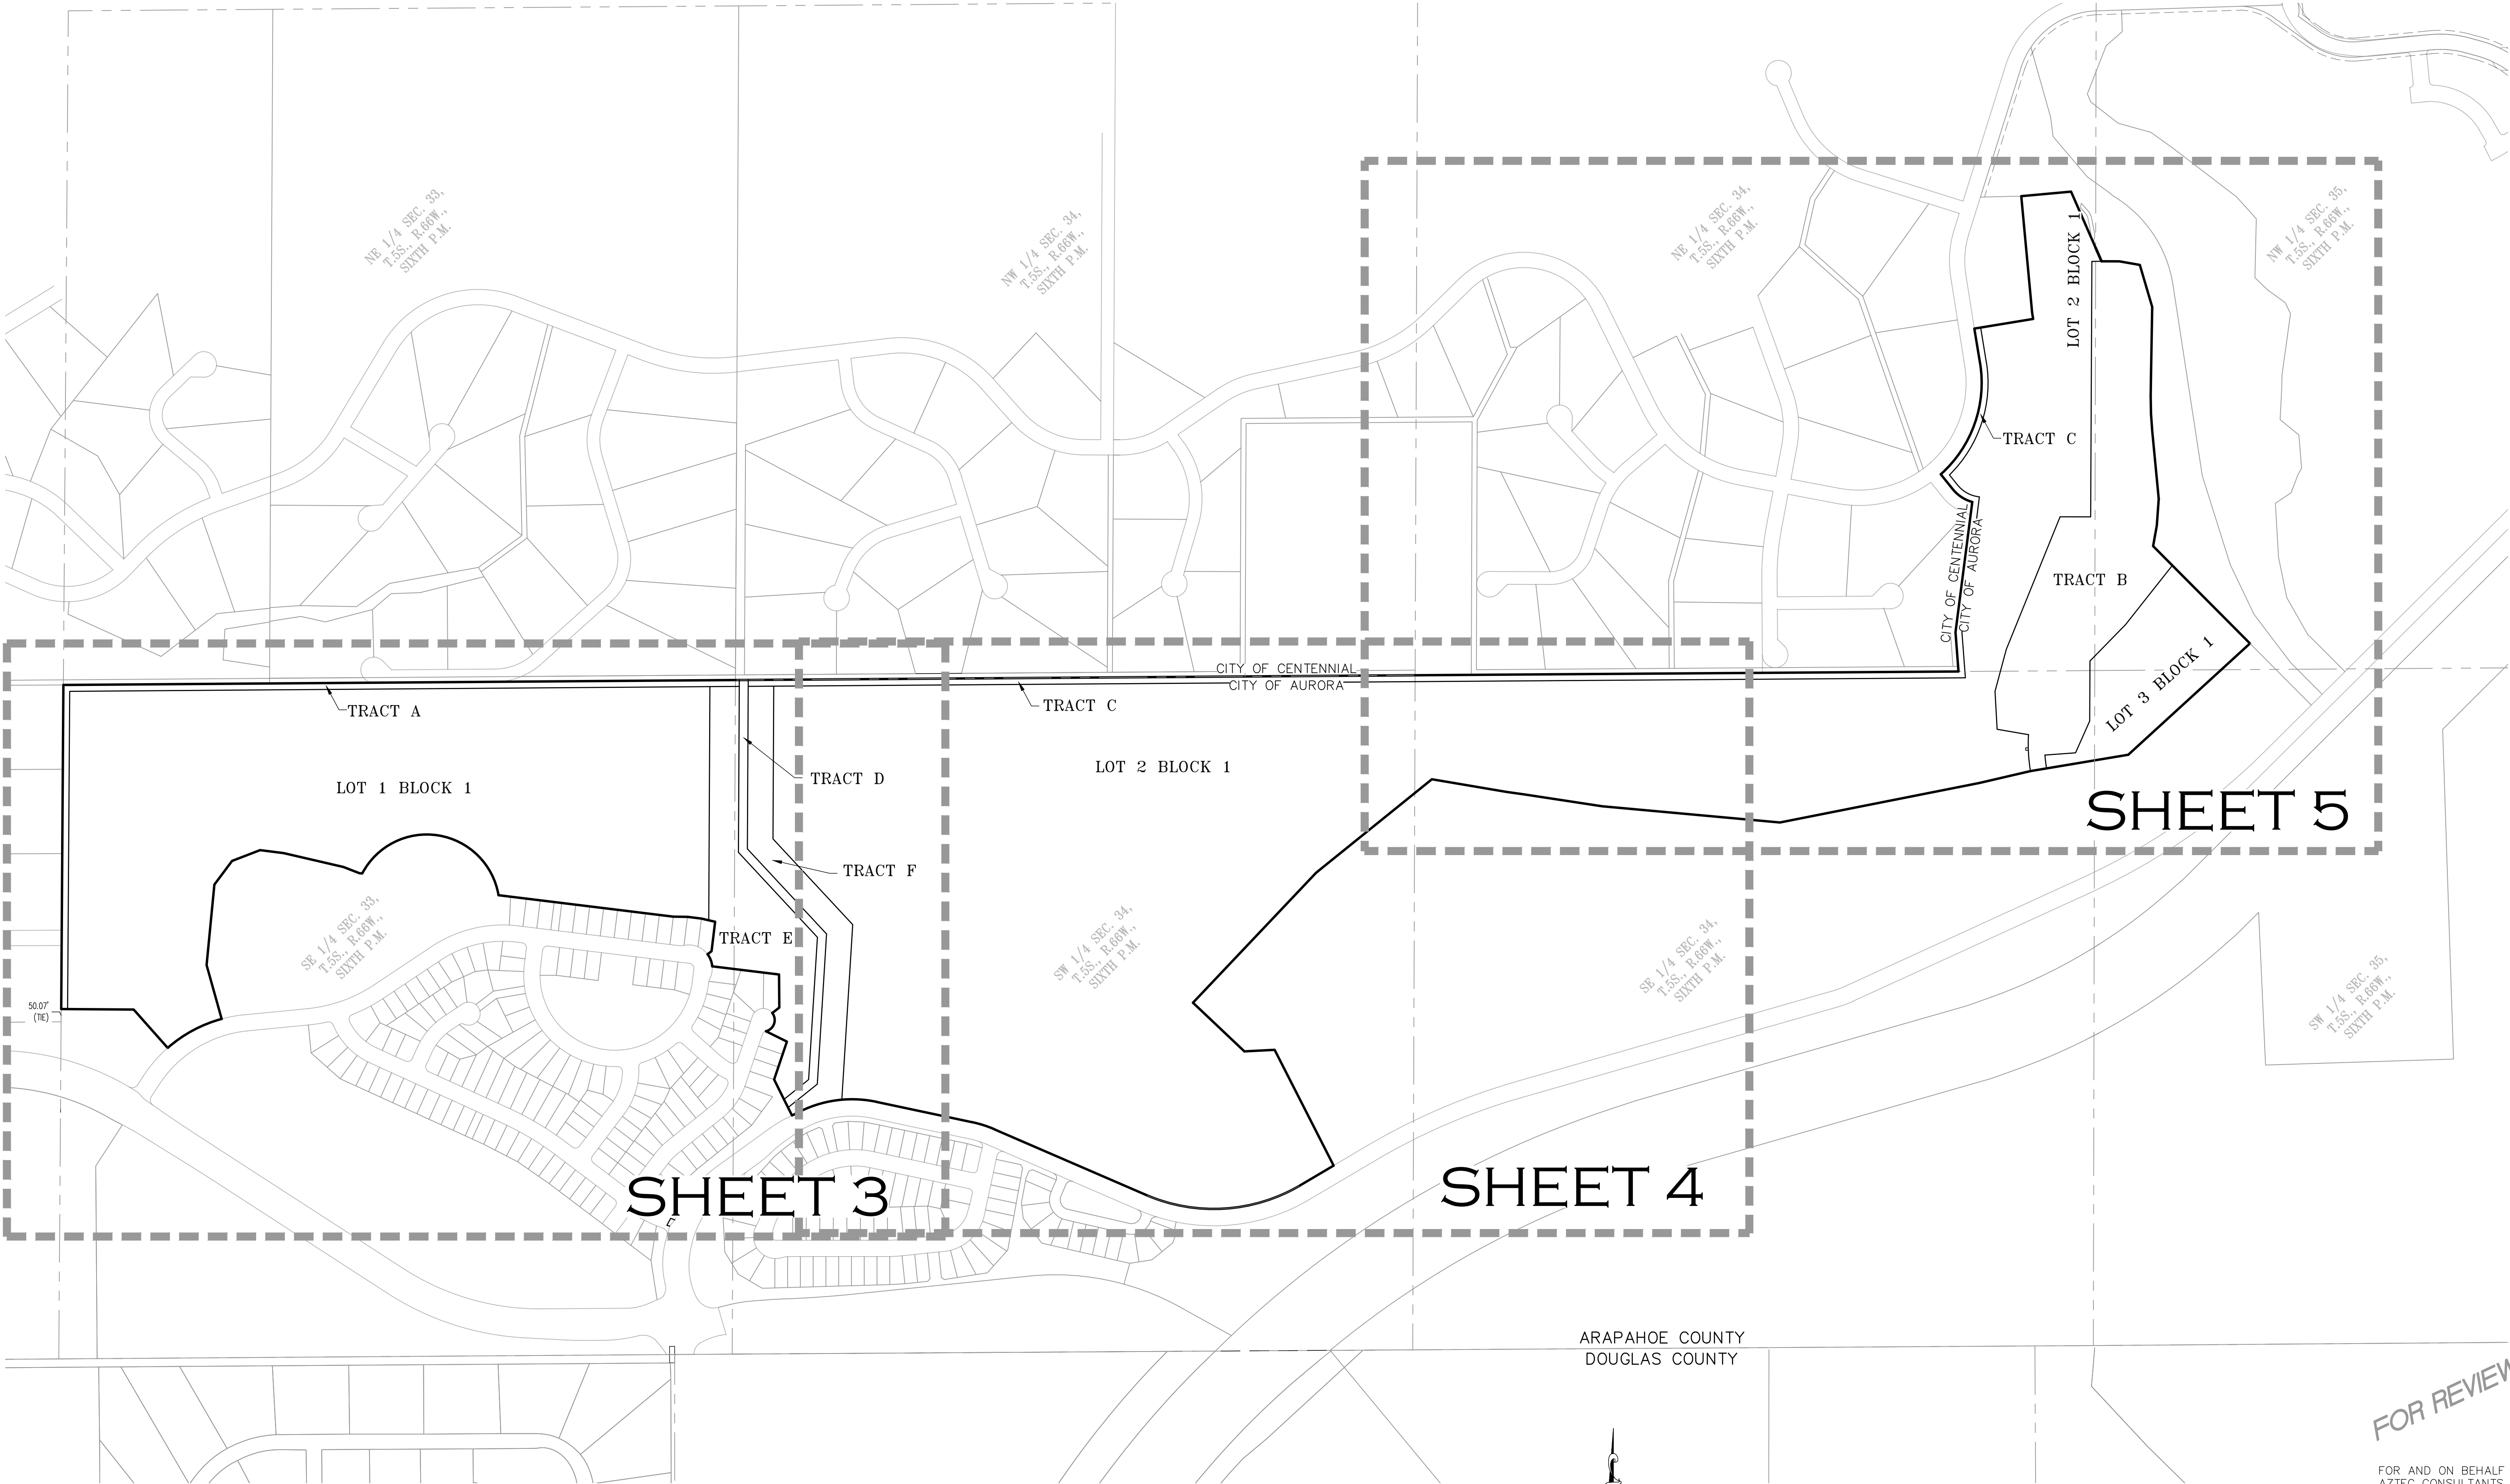 NE 1/4 SEC. 33,
T.5S., R.66W.,
SIXTH P.M.
NW 1/4 SEC. 34,
T.5S., R.66W.,
SIXTH P.M.
NE 1/4 SEC. 34,
T.5S., R.66W.,
SIXTH P.M.
NW 1/4 SEC. 35,
T.5S., R.66W.,
SIXTH P.M.
LOT 2 BLOCK 1
TRACT C
CITY OF CENTENNIAL
CITY OF AURORA
TRACT B
LOT 3 BLOCK 1
CITY OF CENTENNIAL
CITY OF AURORA
TRACT A
TRACT C
LOT 1 BLOCK 1
TRACT D
LOT 2 BLOCK 1
SHEET 5
TRACT F
TRACT E
SE 1/4 SEC. 33,
T.5S., R.66W.,
SIXTH P.M.
SW 1/4 SEC. 34,
T.5S., R.66W.,
SIXTH P.M.
SE 1/4 SEC. 34,
T.5S., R.66W.,
SIXTH P.M.
SW 1/4 SEC. 35,
T.5S., R.66W.,
SIXTH P.M.
50.07'
(TIE)
SHEET 3
SHEET 4
ARAPAHOE COUNTY
DOUGLAS COUNTY
FOR REVIEW
FOR AND ON BEHALF
AZTEC CONSULTANTS